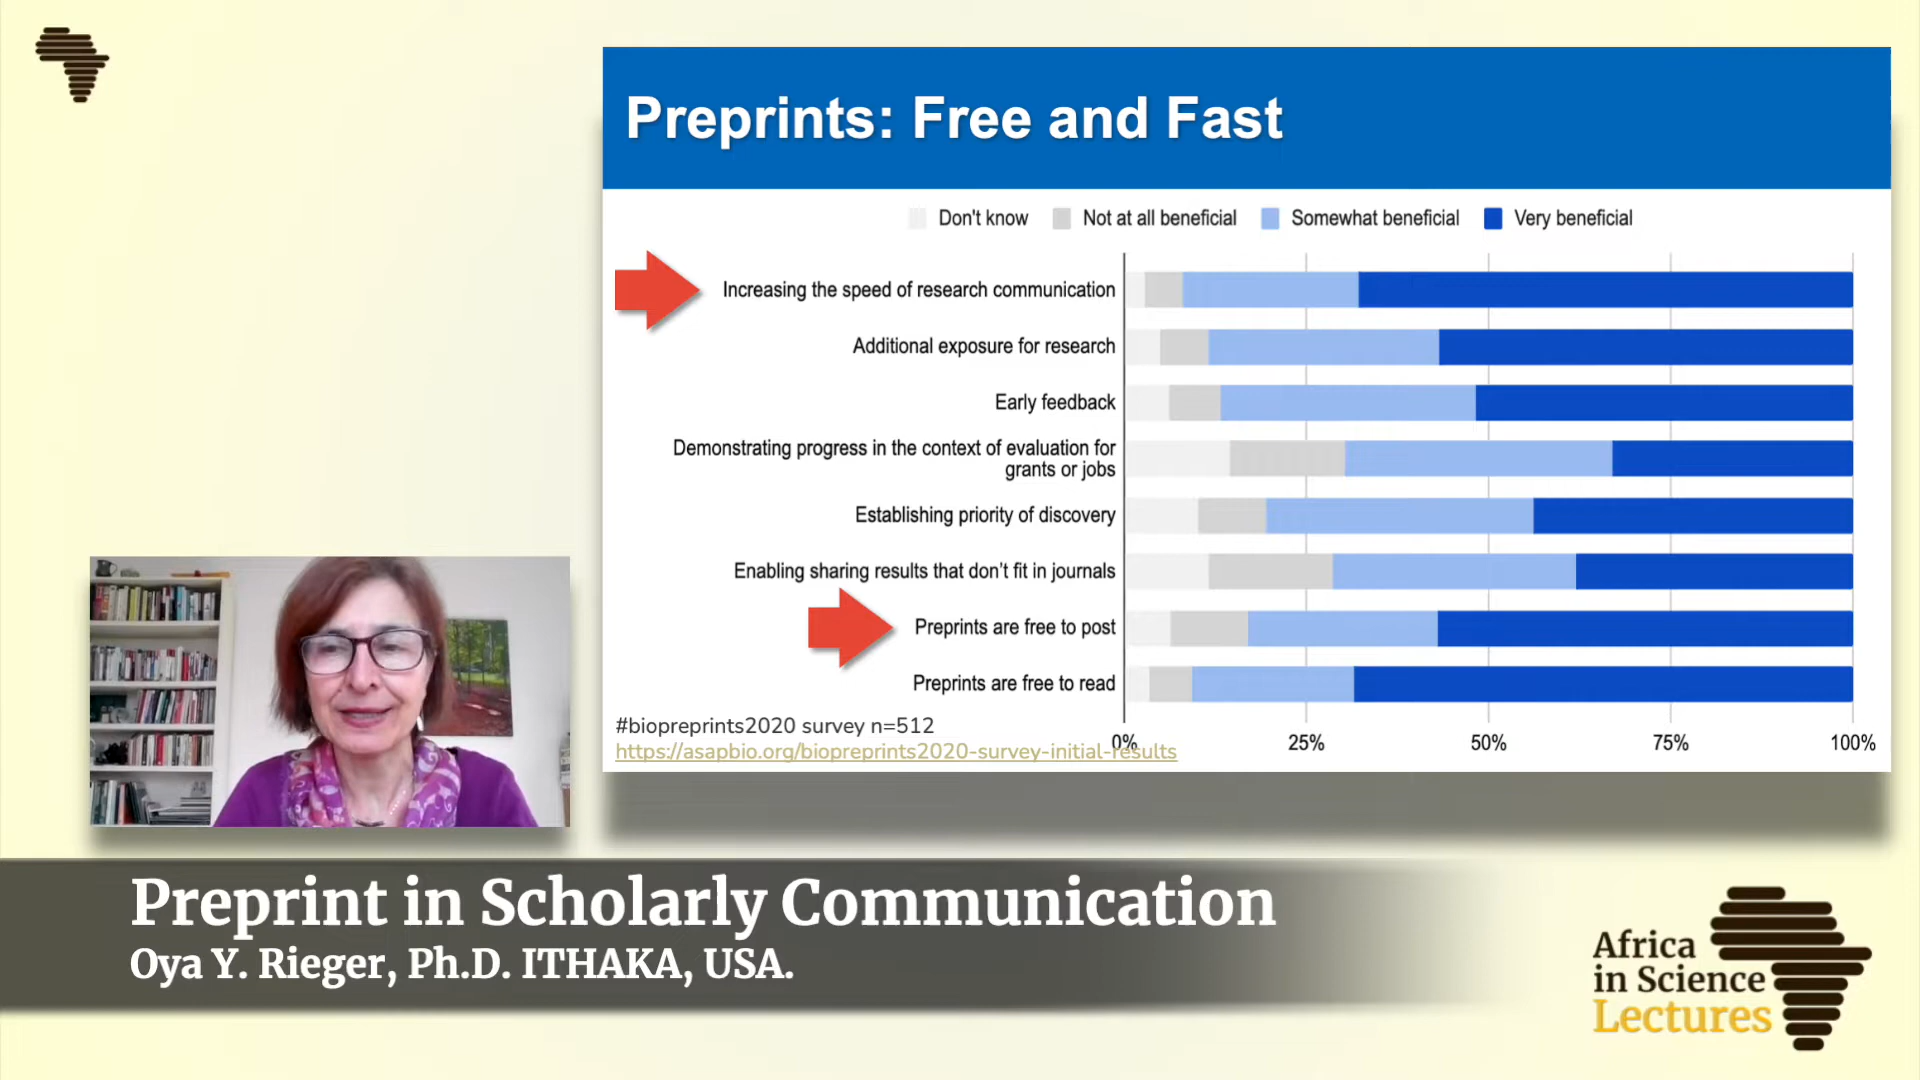 Preprints: Free and Fast
Don't know
Not at all beneficial
Somewhat beneficial
Very beneficial
Increasing the speed of research communication
Additional exposure for research
Early feedback
Demonstrating progress in the context of evaluation for
grants or jobs
Establishing priority of discovery
Enabling sharing results that don't fit in journals
Preprints are free to post
Preprints are free to read
0%
25%
50%
75%
100%
#biopreprints2020 survey n=512
https://asapbio.org/biopreprints2020-survey-initial-results
Preprint in Scholarly Communication
Oya Y. Rieger, Ph.D. ITHAKA, USA.
Africa
in Science
Lectures